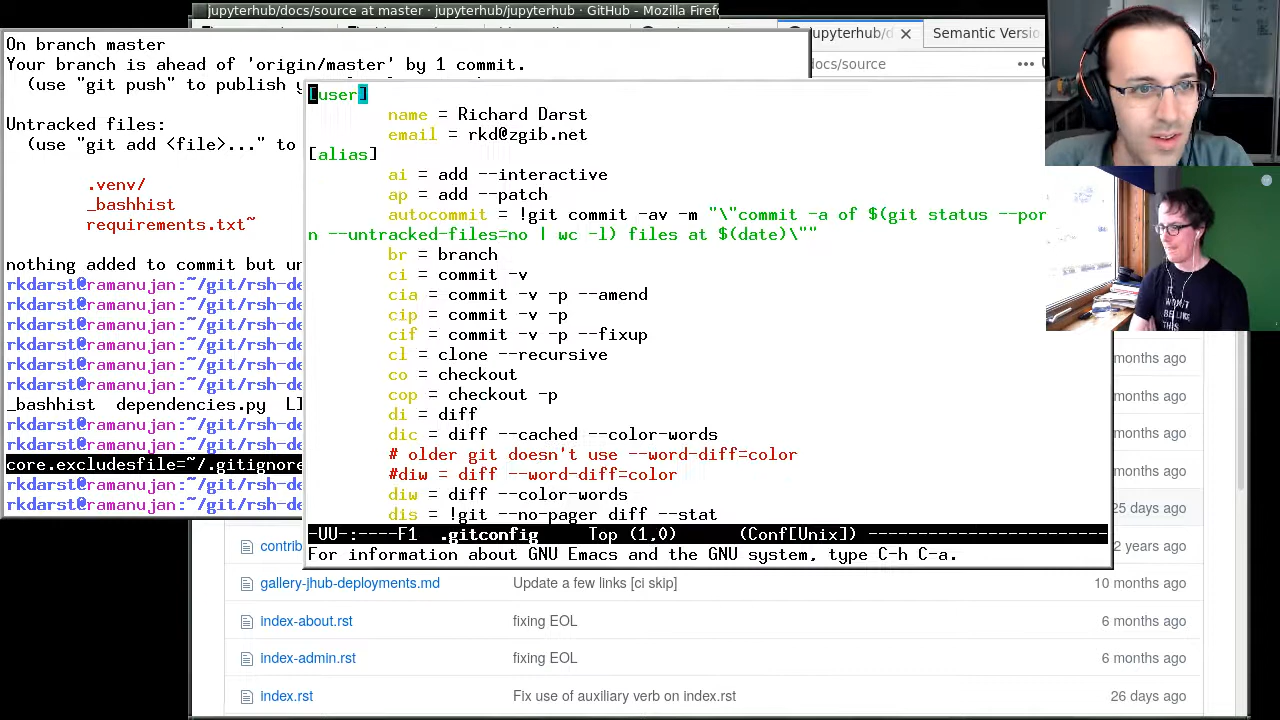 jupyterhub/docs/source at master · jupyterhub/jupyterhub · GitHub - Mozilla Firefo
jupyterhub/d
Semantic Versio
docs/source
On branch master
Your branch is ahead of 'origin/master' by 1 commit.
(use "git push" to publish
Untracked files:
(use "git add <file>..." to
.venv/
_bashhist
requirements.txt~
nothing added to commit but un
rkdarst@ramanujan:~/git/rsh-de
rkdarst@ramanujan:~/git/rsh-de
rkdarst@ramanujan:~/git/rsh-de
rkdarst@ramanujan:~/git/rsh-de
rkdarst@ramanujan:~/git/rsh-de
rkdarst@ramanujan:~/git/rsh-de
_bashhist dependencies.py LI
rkdarst@ramanujan:~/git/rsh-de
rkdarst@ramanujan:~/git/rsh-de
core.excludesfile=~/.gitignore
rkdarst@ramanujan:~/git/rsh-de
rkdarst@ramanujan:~/git/rsh-de
[user]
name = Richard Darst
email = rkd@zgib.net
[alias]
ai = add --interactive
ap = add --patch
autocommit = !git commit -av -m "\"commit -a of $(git status --por
n --untracked-files=no | wc -l) files at $(date)\""
br = branch
ci = commit -v
cia = commit -v -p --amend
cip = commit -v -p
cif = commit -v -p --fixup
cl = clone --recursive
co = checkout
cop = checkout -p
di = diff
dic = diff --cached --color-words
# older git doesn't use --word-diff=color
#diw = diff --word-diff=color
diw = diff --color-words
dis = !git --no-pager diff --stat
-UU-:----F1 .gitconfig Top (1,0) (Conf[Unix]) ------------------------
For information about GNU Emacs and the GNU system, type C-h C-a.
IT WON'T
BE LIKE
THIS
months ago
months ago
months ago
months ago
25 days ago
contrib
2 years ago
gallery-jhub-deployments.md Update a few links [ci skip] 10 months ago
index-about.rst fixing EOL 6 months ago
index-admin.rst fixing EOL 6 months ago
index.rst Fix use of auxiliary verb on index.rst 26 days ago